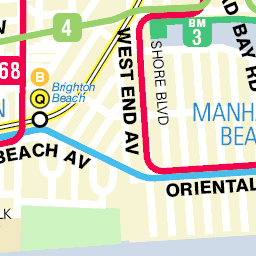 4
BM
3
BAY RD
68
B
Q
Brighton
Beach
WEST END AV
SHORE BLVD
MANHA
BEA
N
BEACH AV
ORIENTAL
LK